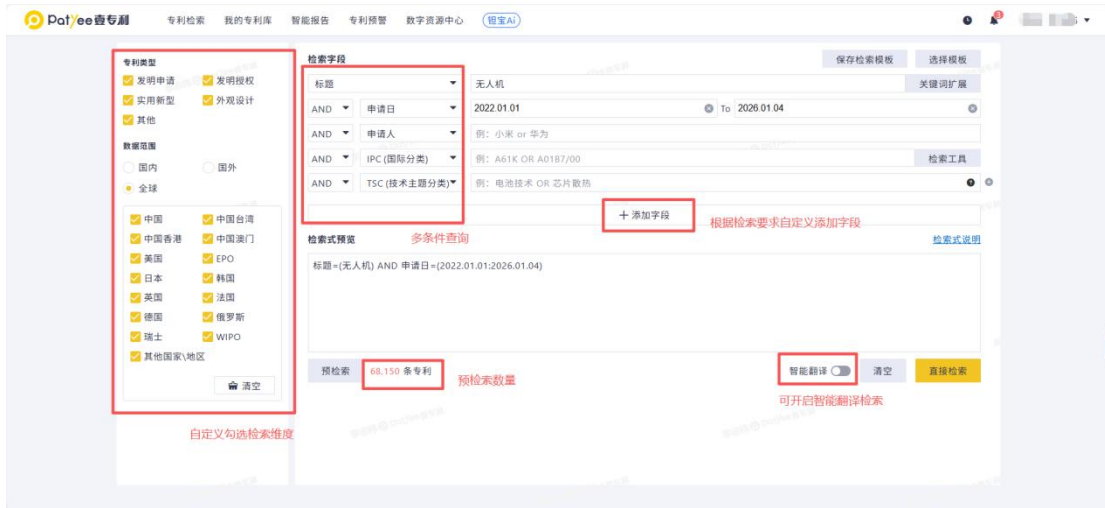 Patyee壹专利 专利检索 我的专利库 智能报告 专利预警 数字资源中心 钽宝Ai 3
专利类型
发明申请 发明授权
实用新型 外观设计
其他
数据范围
国内 国外
全球
中国 中国台湾
中国香港 中国澳门
美国 EPO
日本 韩国
英国 法国
德国 俄罗斯
瑞士 WIPO
其他国家\地区
清空
自定义勾选检索维度
检索字段 保存检索模板 选择模板
标题 无人机 关键词扩展
AND 申请日 2022.01.01 To 2026.01.04
AND 申请人 例：小米 or 华为
AND IPC (国际分类) 例：A61K OR A0187/00 检索工具
AND TSC (技术主题分类) 例：电池技术 OR 芯片散热
+ 添加字段 根据检索要求自定义添加字段
检索式预览 多条件查询 检索式说明
标题=(无人机) AND 申请日=(2022.01.01:2026.01.04)
预检索 68,150 条专利 预检索数量 智能翻译 清空 直接检索
可开启智能翻译检索